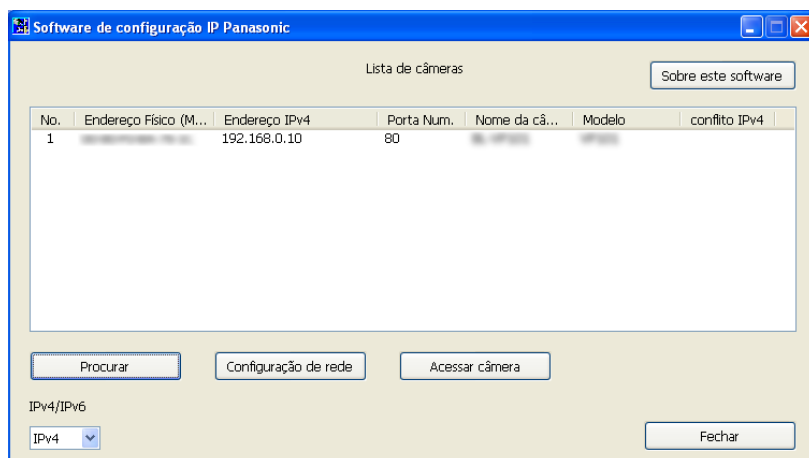 Software de configuração IP Panasonic
Lista de câmeras
Sobre este software
No. Endereço Físico (M... Endereço IPv4 Porta Num. Nome da câ... Modelo conflito IPv4
1 192.168.0.10 80
Procurar Configuração de rede Acessar câmera
IPv4/IPv6
IPv4
Fechar